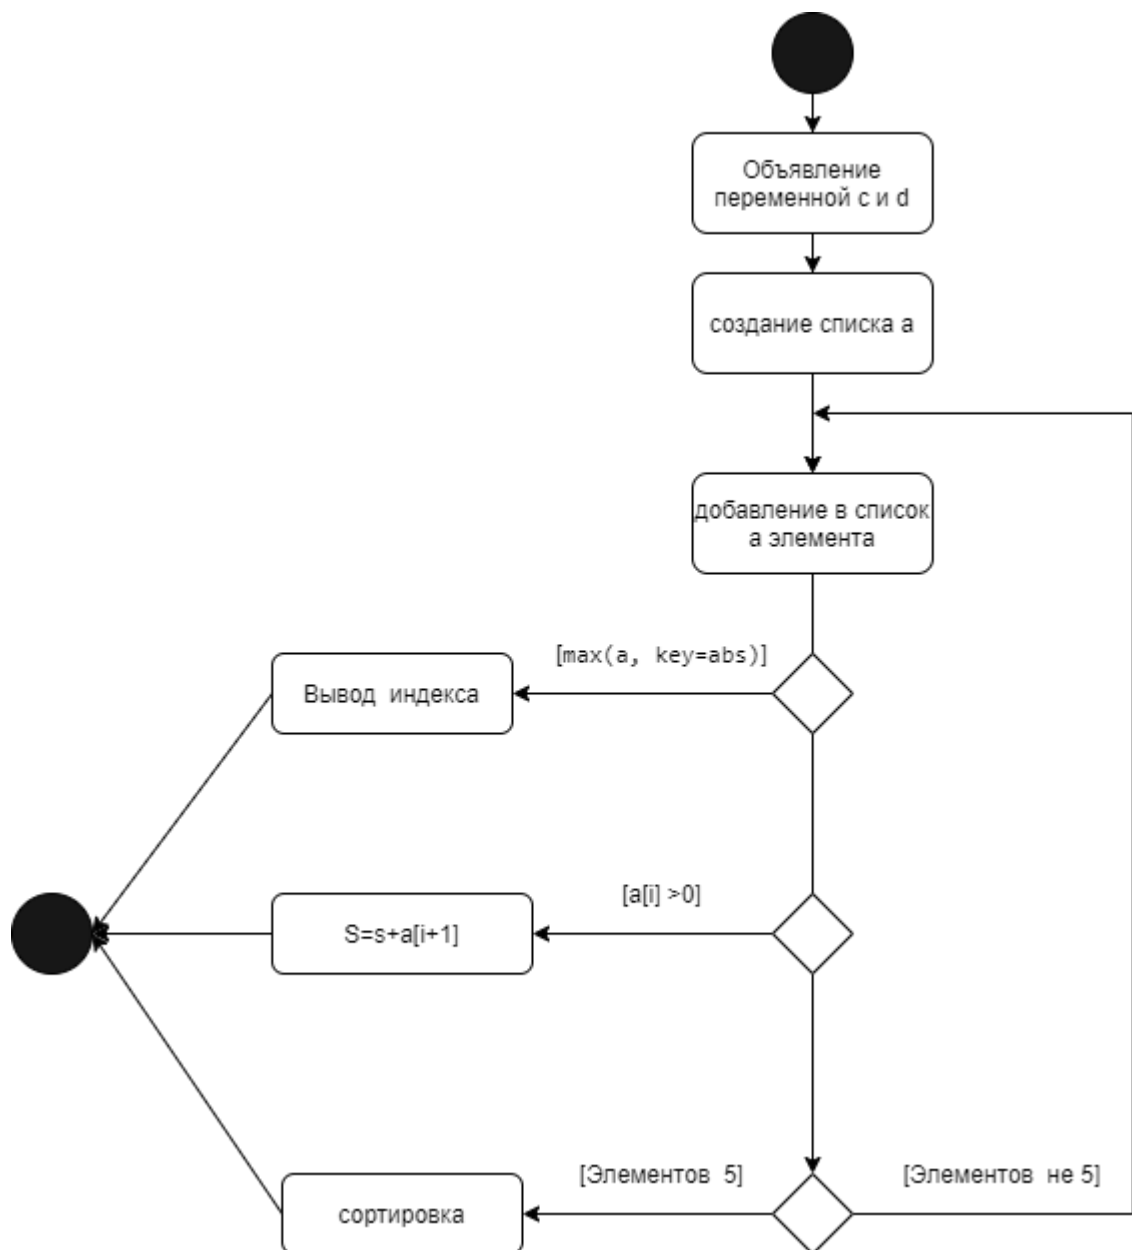 Объявление
переменной c и d
создание списка a
добавление в список
a элемента
[max(a, key=abs)]
Вывод  индекса
[a[i] >0]
S=s+a[i+1]
[Элементов  5]
[Элементов  не 5]
сортировка